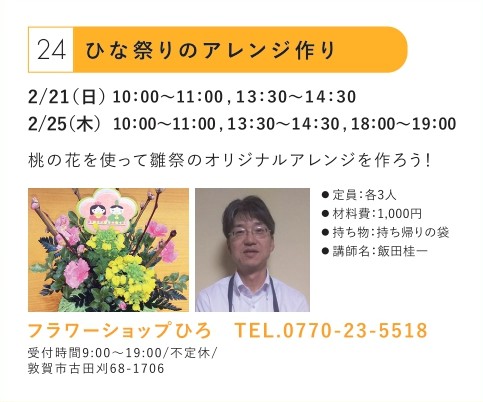 24 ひな祭りのアレンジ作り
2/21(日) 10:00〜11:00 , 13:30〜14:30
2/25(木) 10:00〜11:00 , 13:30〜14:30 , 18:00〜19:00
桃の花を使って雛祭のオリジナルアレンジを作ろう!
●定員:各3人
●材料費:1,000円
●持ち物:持ち帰りの袋
●講師名:飯田桂一
フラワーショップひろ TEL.0770-23-5518
受付時間9:00〜19:00/不定休/
敦賀市古田刈68-1706